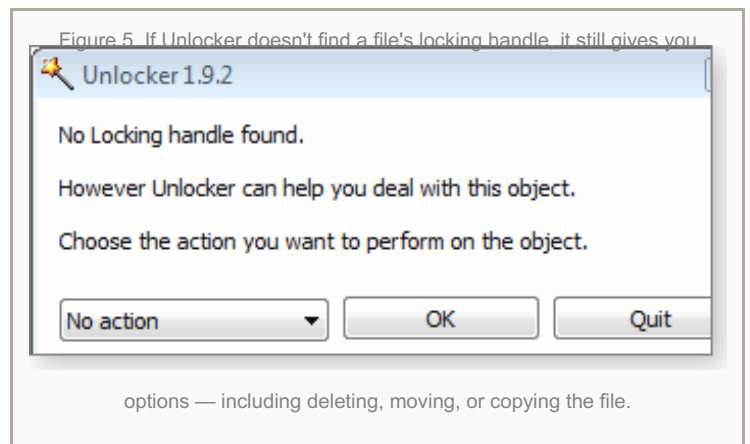 Figure 5. If Unlocker doesn't find a file's locking handle, it still gives you
Unlocker 1.9.2
No Locking handle found.
However Unlocker can help you deal with this object.
Choose the action you want to perform on the object.
No action OK Quit
options — including deleting, moving, or copying the file.